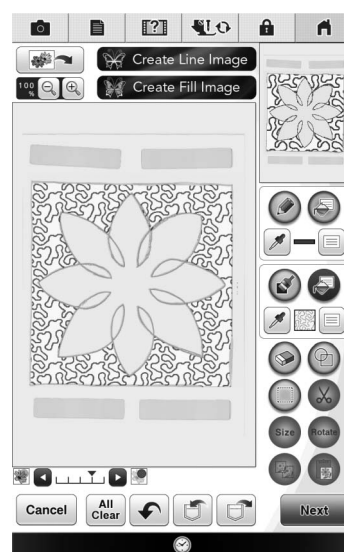 Create Line Image
100
%
Create Fill Image
Size
Rotate
Cancel
All
Clear
Next